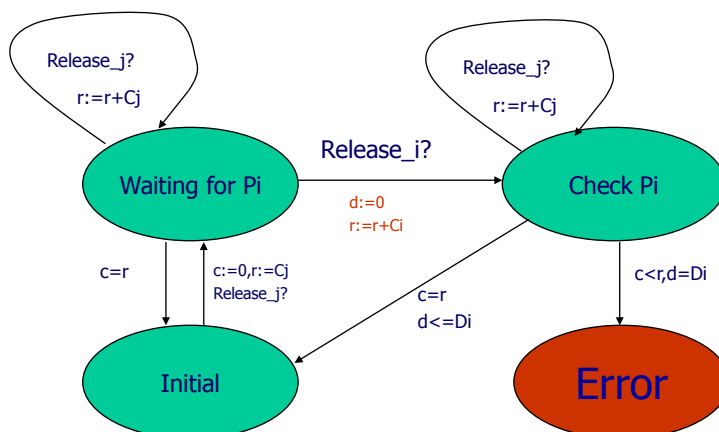 Release_j?
r:=r+Cj
Release_j?
r:=r+Cj
Release_i?
Waiting for Pi
Check Pi
d:=0
r:=r+Ci
c=r
c:=0,r:=Cj
Release_j?
c=r
d<=Di
c<r,d=Di
Initial
Error